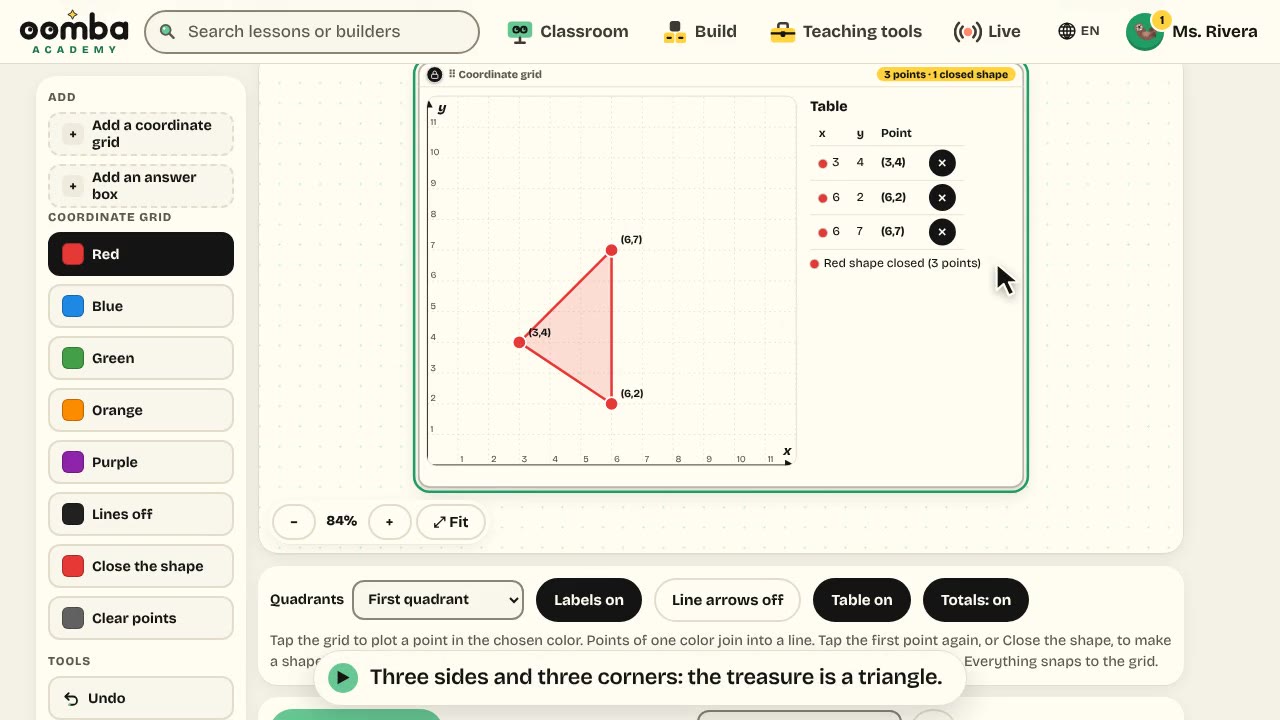 oomba
ACADEMY
Search lessons or builders
Classroom
Build
Teaching tools
Live
EN
1
Ms. Rivera
ADD
+ Add a coordinate
grid
+ Add an answer
box
COORDINATE GRID
Red
Blue
Green
Orange
Purple
Lines off
Close the shape
Clear points
TOOLS
Undo
Coordinate grid
3 points · 1 closed shape
y
11
10
9
8
7
6
5
4
3
2
1
1 2 3 4 5 6 7 8 9 10 11
x
(6,7)
(3,4)
(6,2)
Table
x y Point
3 4 (3,4) ×
6 2 (6,2) ×
6 7 (6,7) ×
Red shape closed (3 points)
− 84% + Fit
Quadrants First quadrant Labels on Line arrows off Table on Totals: on
Tap the grid to plot a point in the chosen color. Points of one color join into a line. Tap the first point again, or Close the shape, to make
a shape
Everything snaps to the grid.
Three sides and three corners: the treasure is a triangle.